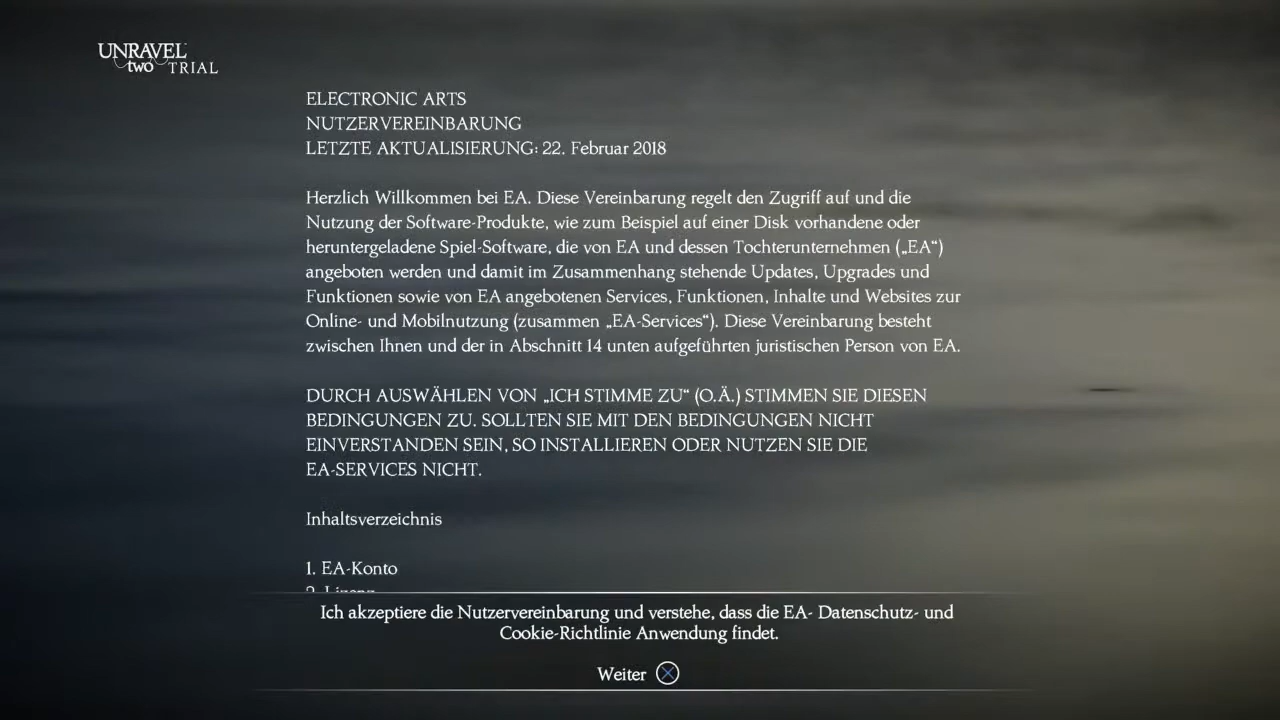 UNRAVEL
two TRIAL
ELECTRONIC ARTS
NUTZERVEREINBARUNG
LETZTE AKTUALISIERUNG: 22. Februar 2018
Herzlich Willkommen bei EA. Diese Vereinbarung regelt den Zugriff auf und die
Nutzung der Software-Produkte, wie zum Beispiel auf einer Disk vorhandene oder
heruntergeladene Spiel-Software, die von EA und dessen Tochterunternehmen („EA“)
angeboten werden und damit im Zusammenhang stehende Updates, Upgrades und
Funktionen sowie von EA angebotenen Services, Funktionen, Inhalte und Websites zur
Online- und Mobilnutzung (zusammen „EA-Services“). Diese Vereinbarung besteht
zwischen Ihnen und der in Abschnitt 14 unten aufgeführten juristischen Person von EA.
DURCH AUSWÄHLEN VON „ICH STIMME ZU“ (O.Ä.) STIMMEN SIE DIESEN
BEDINGUNGEN ZU. SOLLTEN SIE MIT DEN BEDINGUNGEN NICHT
EINVERSTANDEN SEIN, SO INSTALLIEREN ODER NUTZEN SIE DIE
EA-SERVICES NICHT.
Inhaltsverzeichnis
1. EA-Konto
2. Lizenz
Ich akzeptiere die Nutzervereinbarung und verstehe, dass die EA- Datenschutz- und
Cookie-Richtlinie Anwendung findet.
Weiter